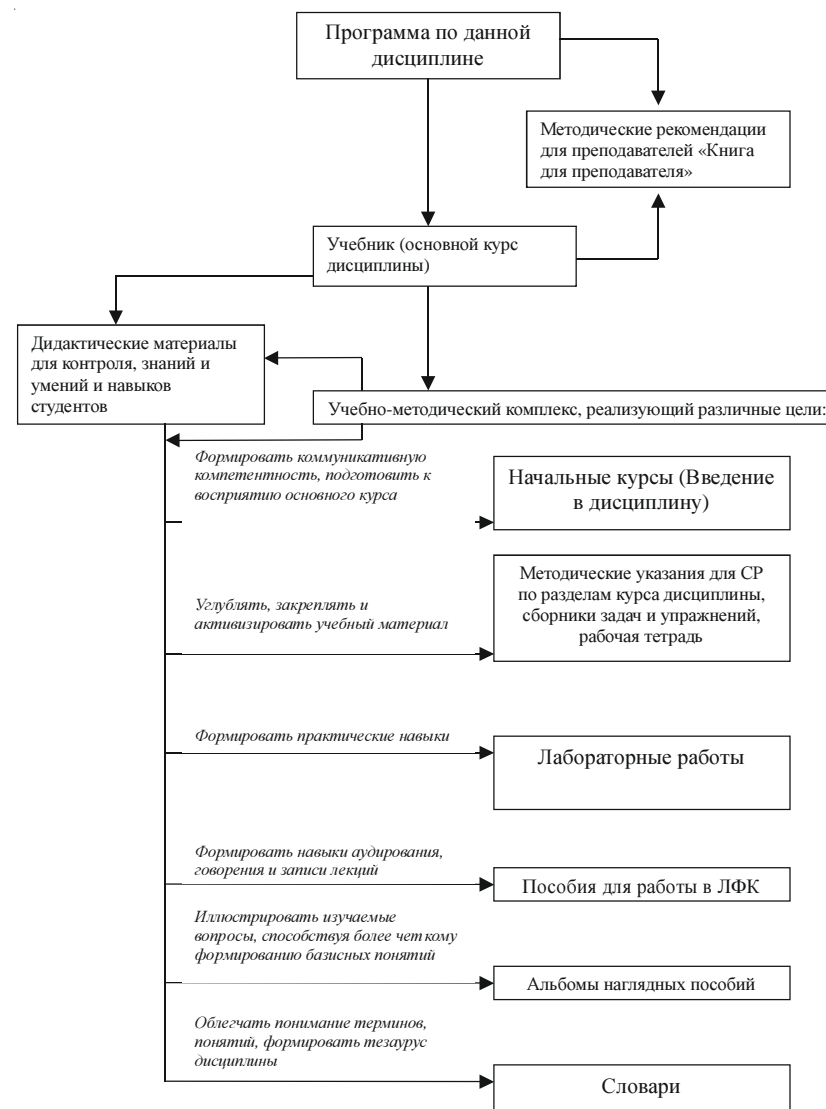 Программа по данной
дисциплине
Методические рекомендации
для преподавателей «Книга
для преподавателя»
Учебник (основной курс
дисциплины)
Дидактические материалы
для контроля, знаний и
умений и навыков
студентов
Учебно-методический комплекс, реализующий различные цели:
Формировать коммуникативную
компетентность, подготовить к
восприятию основного курса
Начальные курсы (Введение
в дисциплину)
Углублять, закреплять и
активизировать учебный материал
Методические указания для СР
по разделам курса дисциплины,
сборники задач и упражнений,
рабочая тетрадь
Формировать практические навыки
Лабораторные работы
Формировать навыки аудирования,
говорения и записи лекций
Пособия для работы в ЛФК
Иллюстрировать изучаемые
вопросы, способствуя более четкому
формированию базисных понятий
Альбомы наглядных пособий
Облегчать понимание терминов,
понятий, формировать тезаурус
дисциплины
Словари